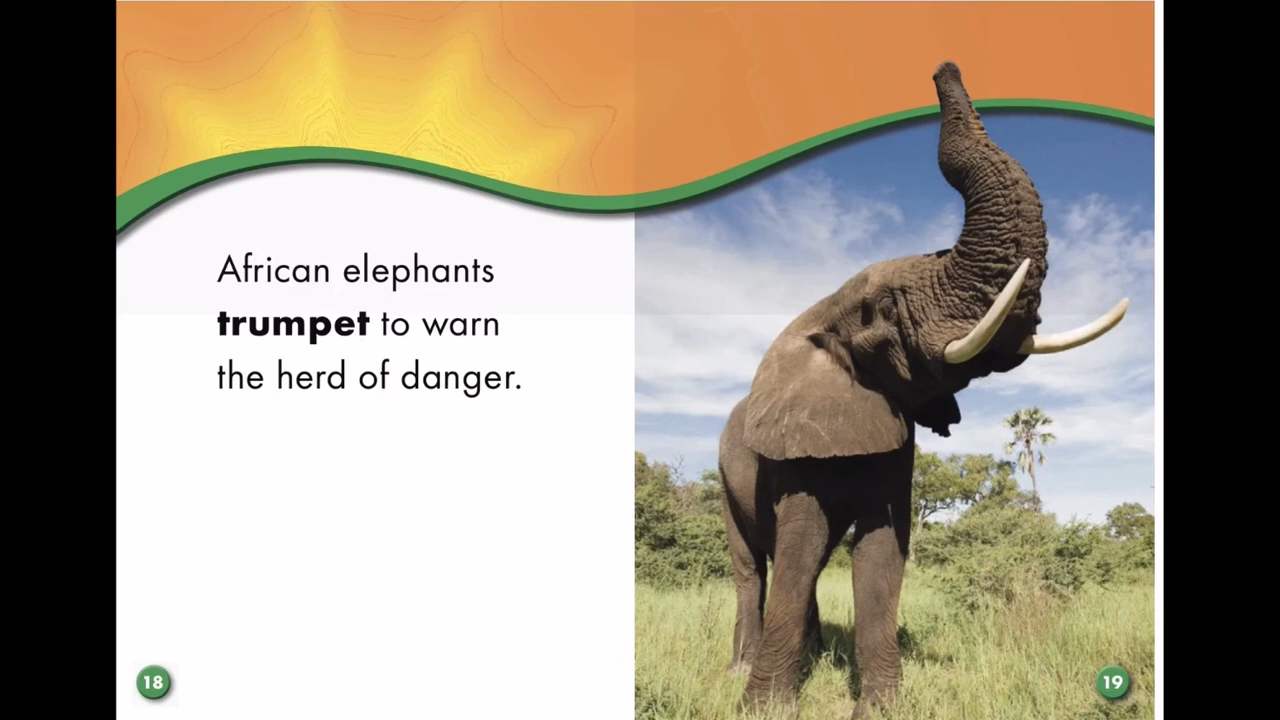 African elephants
trumpet to warn
the herd of danger.
18
19